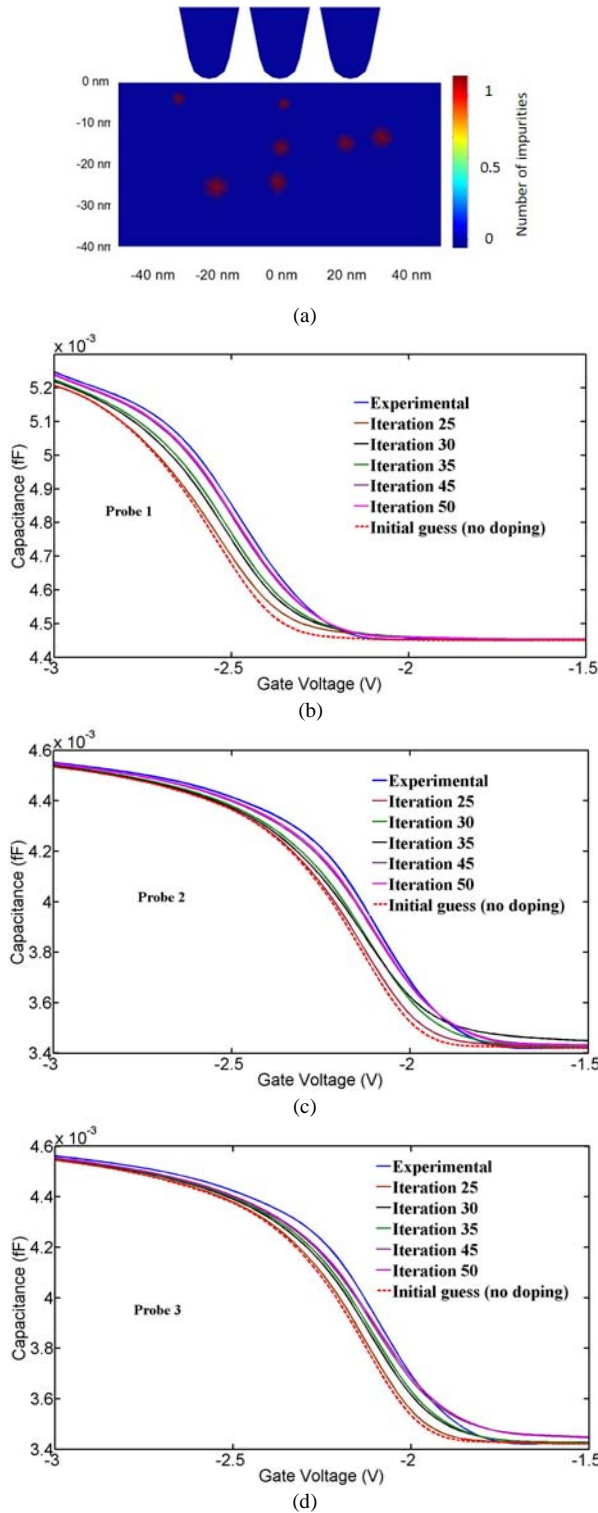 0 nm
-10 nm
-20 nm
-30 nm
-40 nm
-40 nm -20 nm 0 nm 20 nm 40 nm
1
0.5
0
Number of impurities
(a)
x 10⁻³
5.2
5.1
5
4.9
4.8
4.7
4.6
4.5
4.4
Capacitance (fF)
Experimental
Iteration 25
Iteration 30
Iteration 35
Iteration 45
Iteration 50
Initial guess (no doping)
Probe 1
-3 -2.5 -2 -1.5
Gate Voltage (V)
(b)
4.6 x 10⁻³
4.4
4.2
4
3.8
3.6
3.4
Capacitance (fF)
Experimental
Iteration 25
Iteration 30
Iteration 35
Iteration 45
Iteration 50
Initial guess (no doping)
Probe 2
-3 -2.5 -2 -1.5
Gate Voltage (V)
(c)
4.6 x 10⁻³
4.4
4.2
4
3.8
3.6
3.4
Capacitance (fF)
Experimental
Iteration 25
Iteration 30
Iteration 35
Iteration 45
Iteration 50
Initial guess (no doping)
Probe 3
-3 -2.5 -2 -1.5
Gate Voltage (V)
(d)